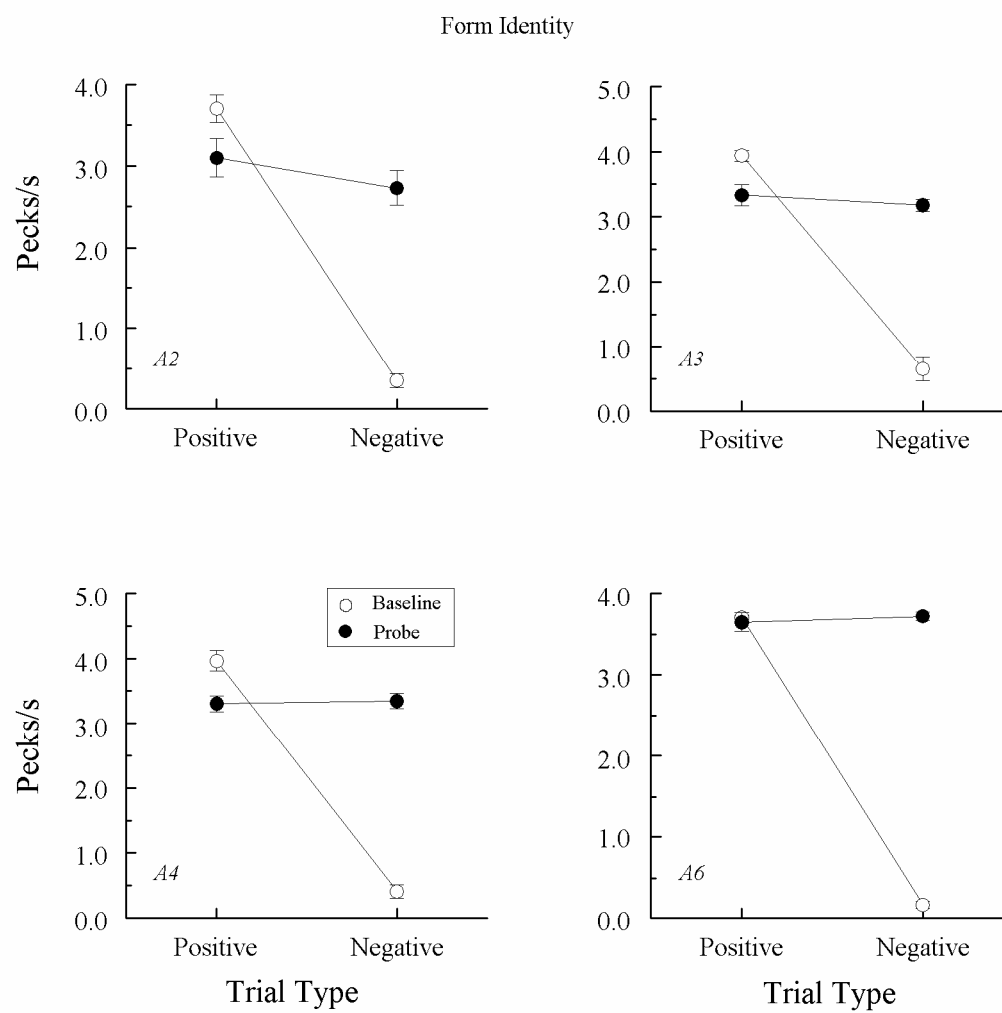 Form Identity
4.0
3.0
2.0
1.0
0.0
Pecks/s
A2
Positive Negative
5.0
4.0
3.0
2.0
1.0
0.0
A3
Positive Negative
5.0
4.0
3.0
2.0
1.0
0.0
Pecks/s
Baseline
Probe
A4
Positive Negative
Trial Type
4.0
3.0
2.0
1.0
0.0
A6
Positive Negative
Trial Type